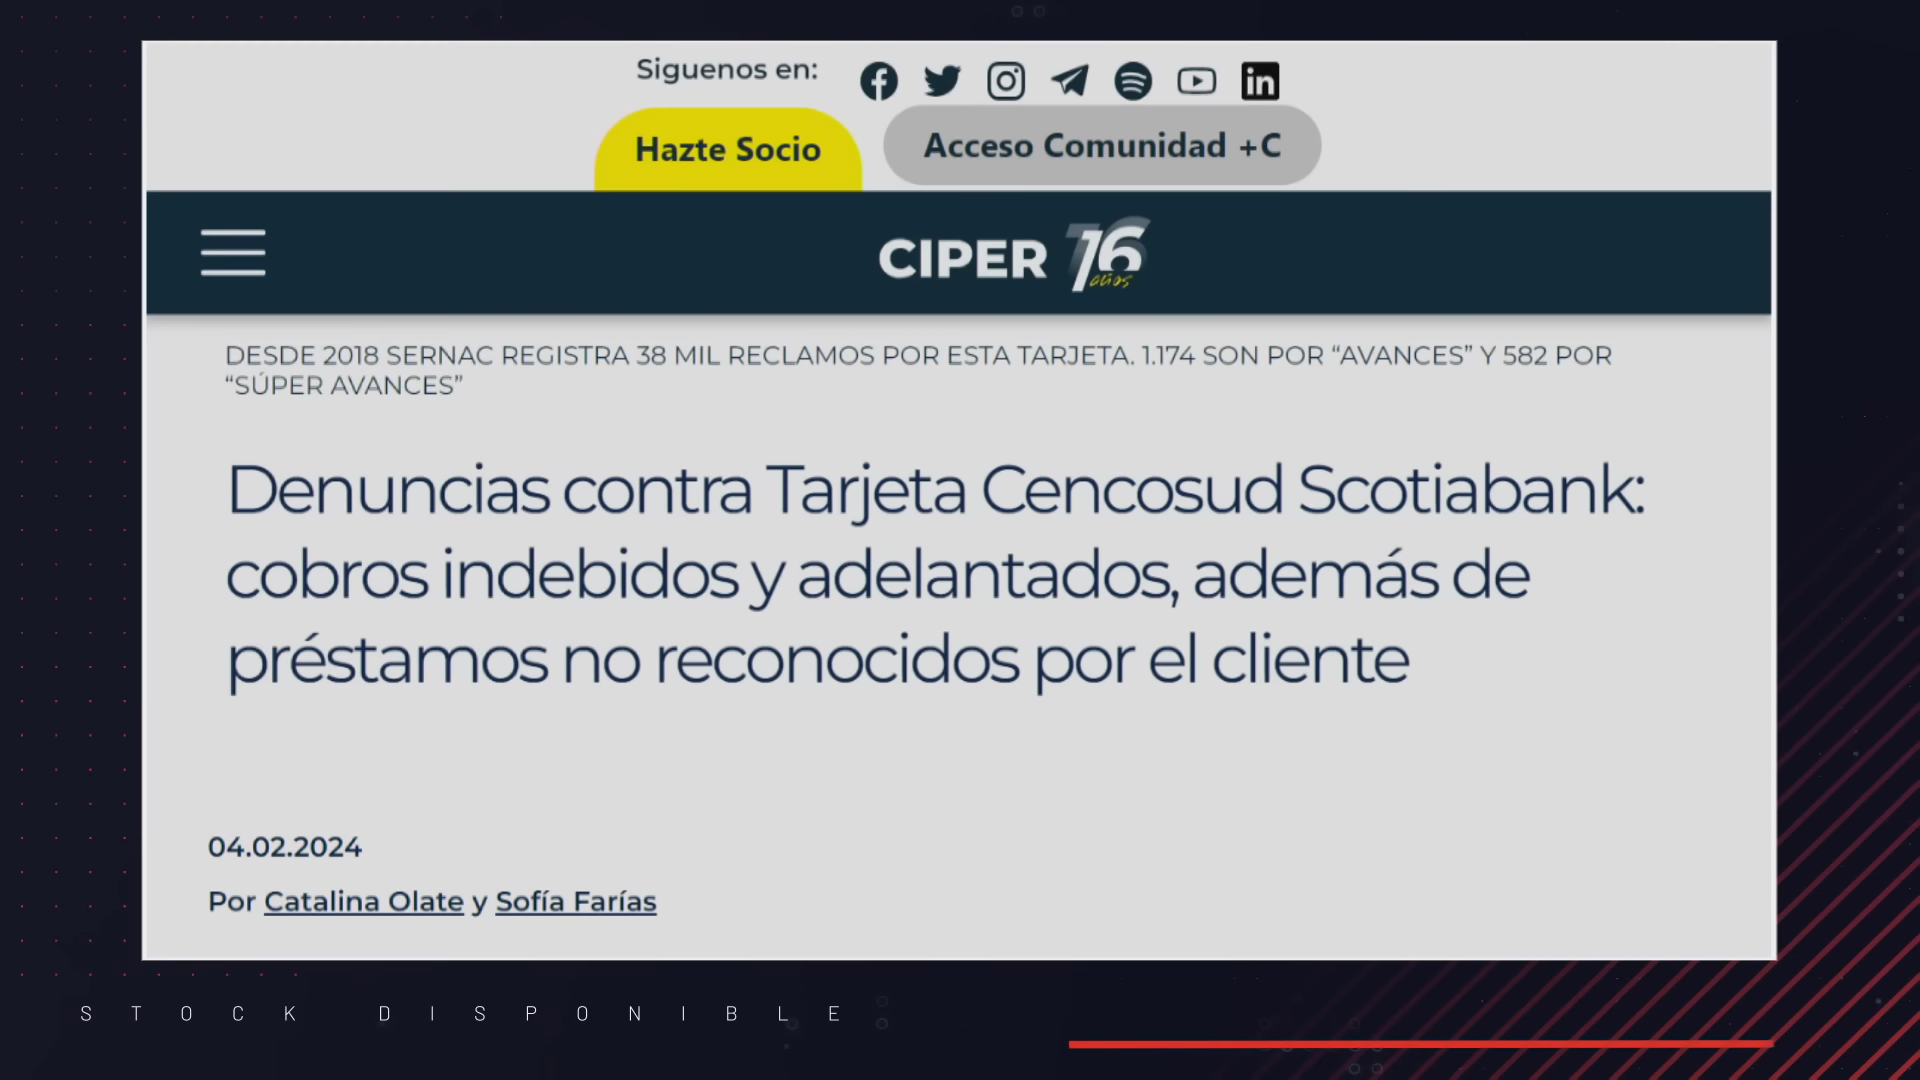 Siguenos en:
Hazte Socio
Acceso Comunidad +C
CIPER 16
años
DESDE 2018 SERNAC REGISTRA 38 MIL RECLAMOS POR ESTA TARJETA. 1.174 SON POR “AVANCES” Y 582 POR
“SÚPER AVANCES”
Denuncias contra Tarjeta Cencosud Scotiabank:
cobros indebidos y adelantados, además de
préstamos no reconocidos por el cliente
04.02.2024
Por Catalina Olate y Sofía Farías
STOCK DISPONIBLE